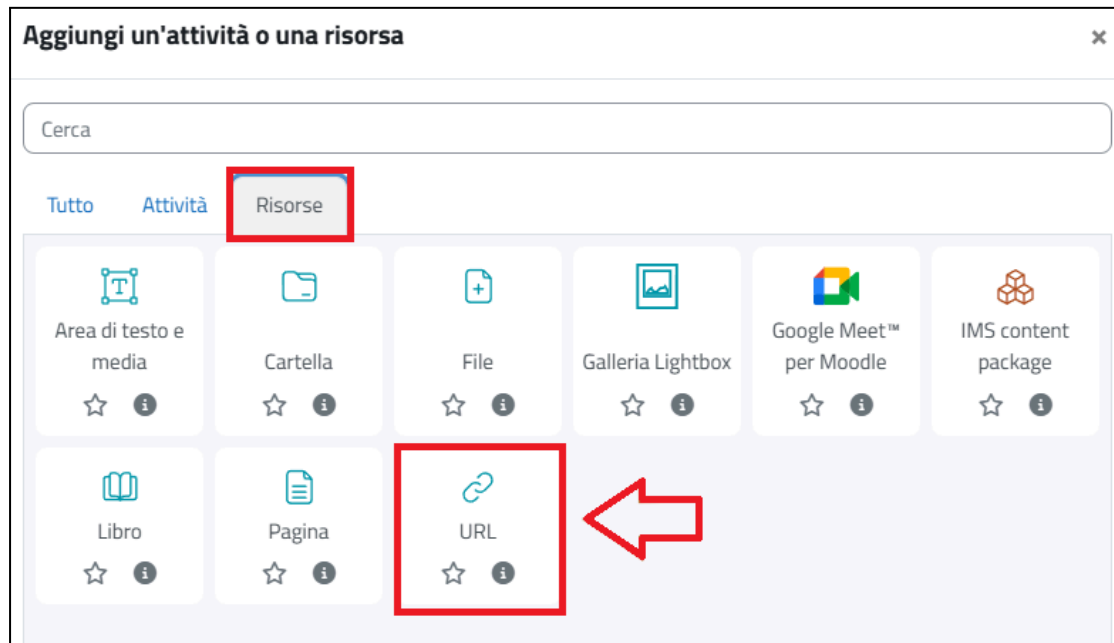 Aggiungi un'attività o una risorsa
×
Cerca
Tutto Attività Risorse
Area di testo e
media
Cartella
File
Galleria Lightbox
Google Meet™
per Moodle
IMS content
package
Libro
Pagina
URL